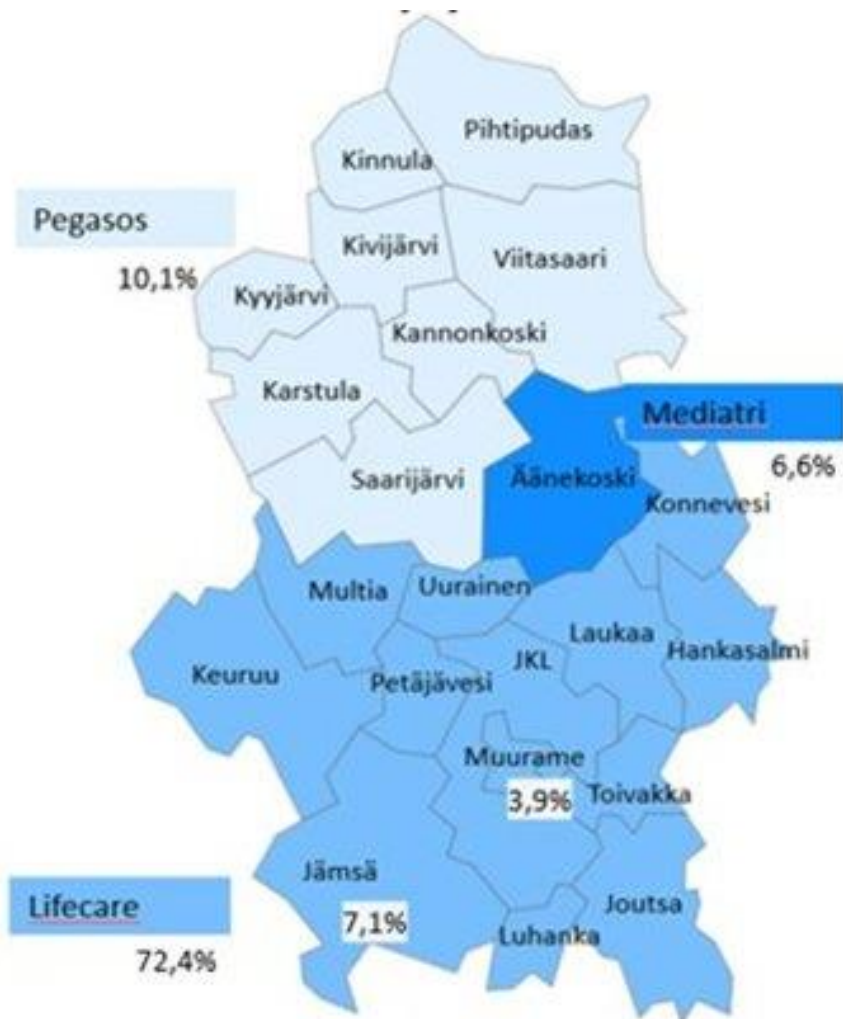 Pihtipudas
Kinnula
Pegasos
10,1%
Kivijärvi
Viitasaari
Kyyjärvi
Kannonkoski
Karstula
Mediatri
6,6%
Saarijärvi
Äänekoski
Konnevesi
Multia
Uurainen
Laukaa
Hankasalmi
Keuruu
Petäjävesi
JKL
Muurame
3,9%
Toivakka
Jämsä
7,1%
Joutsa
Luhanka
Lifecare
72,4%